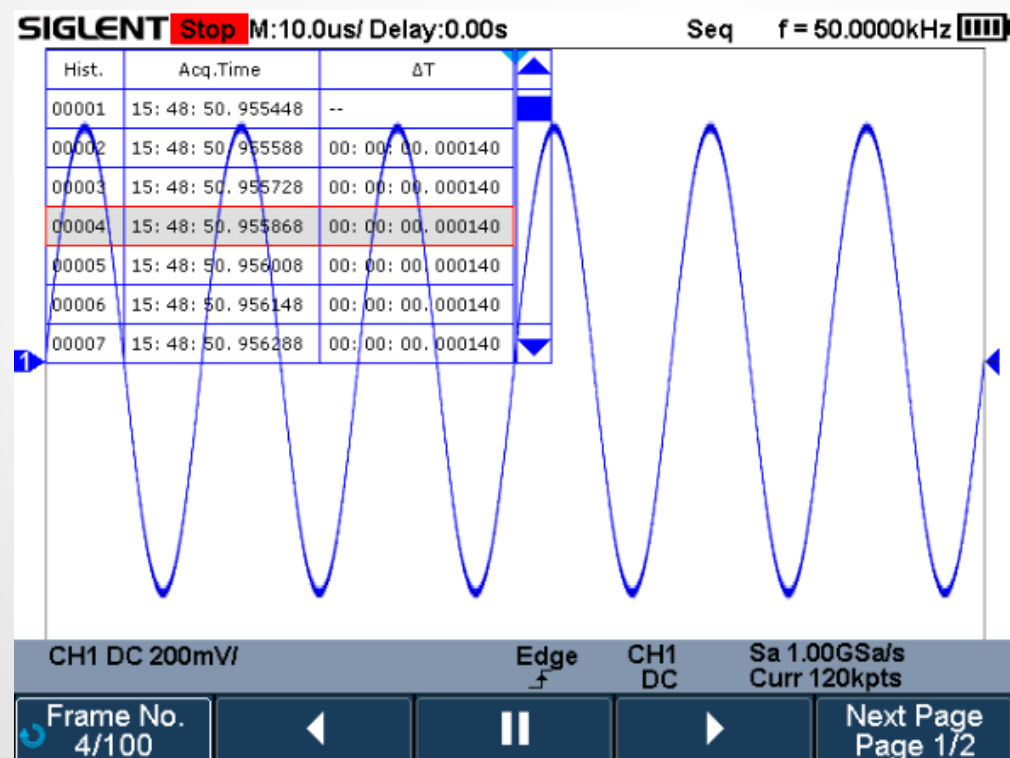 SIGLENT Stop M:10.0us/ Delay:0.00s Seq f = 50.0000kHz
Hist. Acq.Time ΔT
00001 15: 48: 50. 955448 --
00002 15: 48: 50. 955588 00: 00: 00. 000140
00003 15: 48: 50. 955728 00: 00: 00. 000140
00004 15: 48: 50. 955868 00: 00: 00. 000140
00005 15: 48: 50. 956008 00: 00: 00. 000140
00006 15: 48: 50. 956148 00: 00: 00. 000140
00007 15: 48: 50. 956288 00: 00: 00. 000140
1
CH1 DC 200mV/ Edge CH1 Sa 1.00GSa/s
DC Curr 120kpts
Frame No. Next Page
4/100 Page 1/2